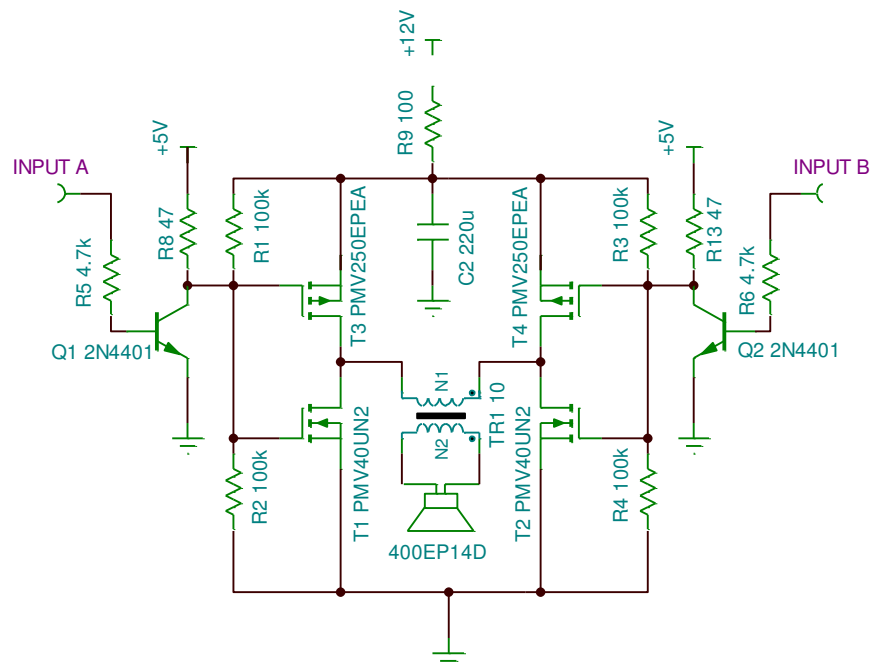 +12V
R9 100
+5V
+5V
INPUT A
INPUT B
R8 47
R1 100k
T3 PMV250EPEA
C2 220u
T4 PMV250EPEA
R3 100k
R13 47
R5 4.7k
R6 4.7k
Q1 2N4401
Q2 2N4401
N1
N2
TR1 10
R2 100k
T1 PMV40UN2
T2 PMV40UN2
R4 100k
400EP14D